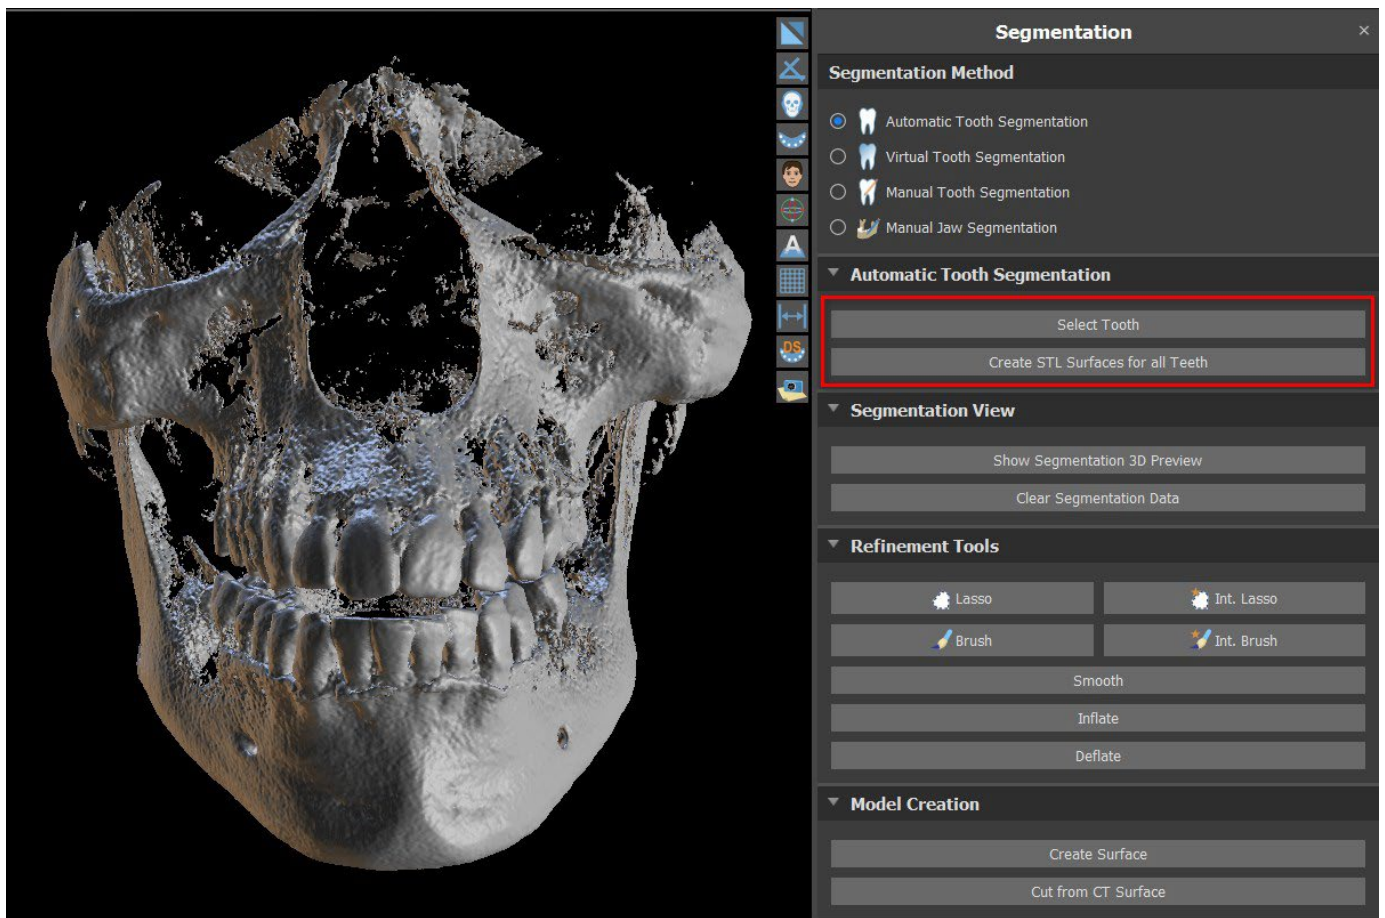 Segmentation
Segmentation Method
Automatic Tooth Segmentation
Virtual Tooth Segmentation
Manual Tooth Segmentation
Manual Jaw Segmentation
Automatic Tooth Segmentation
Select Tooth
Create STL Surfaces for all Teeth
Segmentation View
Show Segmentation 3D Preview
Clear Segmentation Data
Refinement Tools
Lasso
Int. Lasso
Brush
Int. Brush
Smooth
Inflate
Deflate
Model Creation
Create Surface
Cut from CT Surface
A
DS